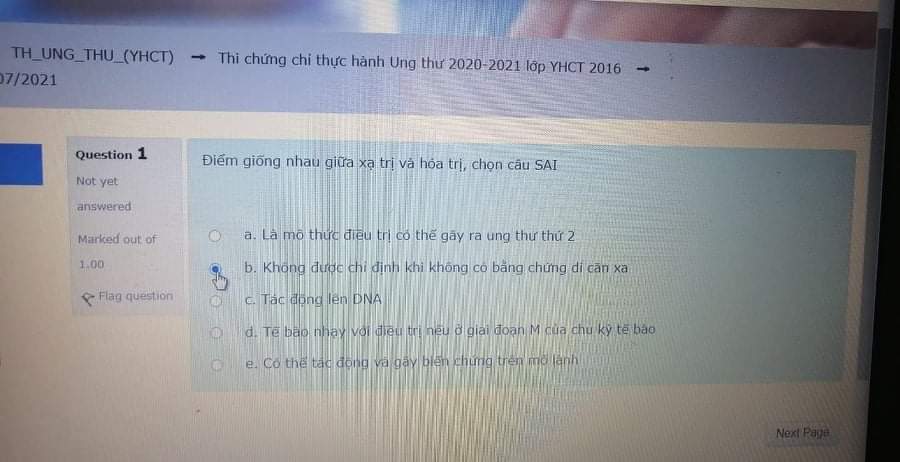 TH_UNG_THU_(YHCT) → Thi chứng chỉ thực hành Ung thư 2020-2021 lớp YHCT 2016 →
07/2021
Question 1
Not yet
answered
Marked out of
1.00
Flag question
Điểm giống nhau giữa xạ trị và hóa trị, chọn câu SAI
a. Là mô thức điều trị có thể gây ra ung thư thứ 2
b. Không được chỉ định khi không có bằng chứng di căn xa
c. Tác động lên DNA
d. Tế bào nhạy với điều trị nếu ở giai đoạn M của chu kỳ tế bào
e. Có thể tác động và gây biến chứng trên mô lành
Next Page